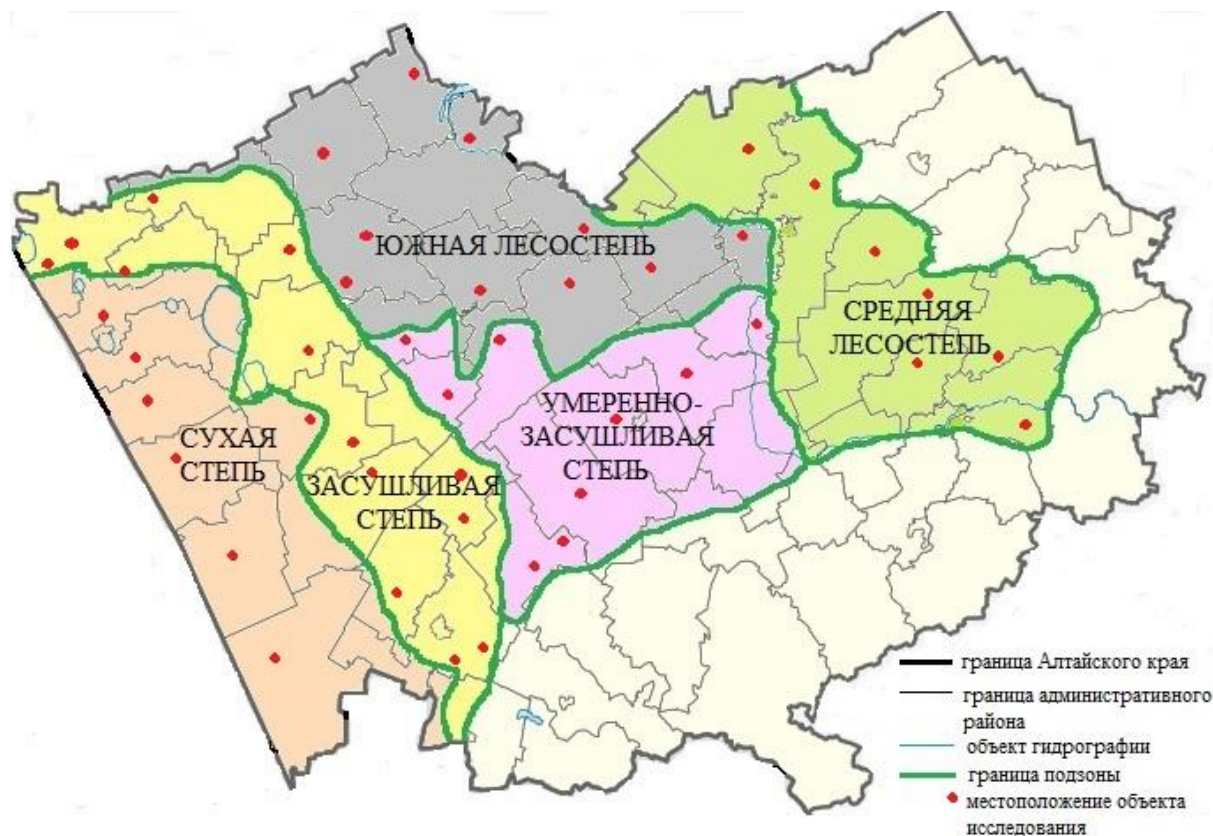 ЮЖНАЯ ЛЕСОСТЕПЬ
СРЕДНЯЯ
ЛЕСОСТЕПЬ
УМЕРЕННО-
ЗАСУШЛИВАЯ
СТЕПЬ
СУХАЯ
СТЕПЬ
ЗАСУШЛИВАЯ
СТЕПЬ
граница Алтайского края
граница административного
района
объект гидрографии
граница подзоны
местоположение объекта
исследования